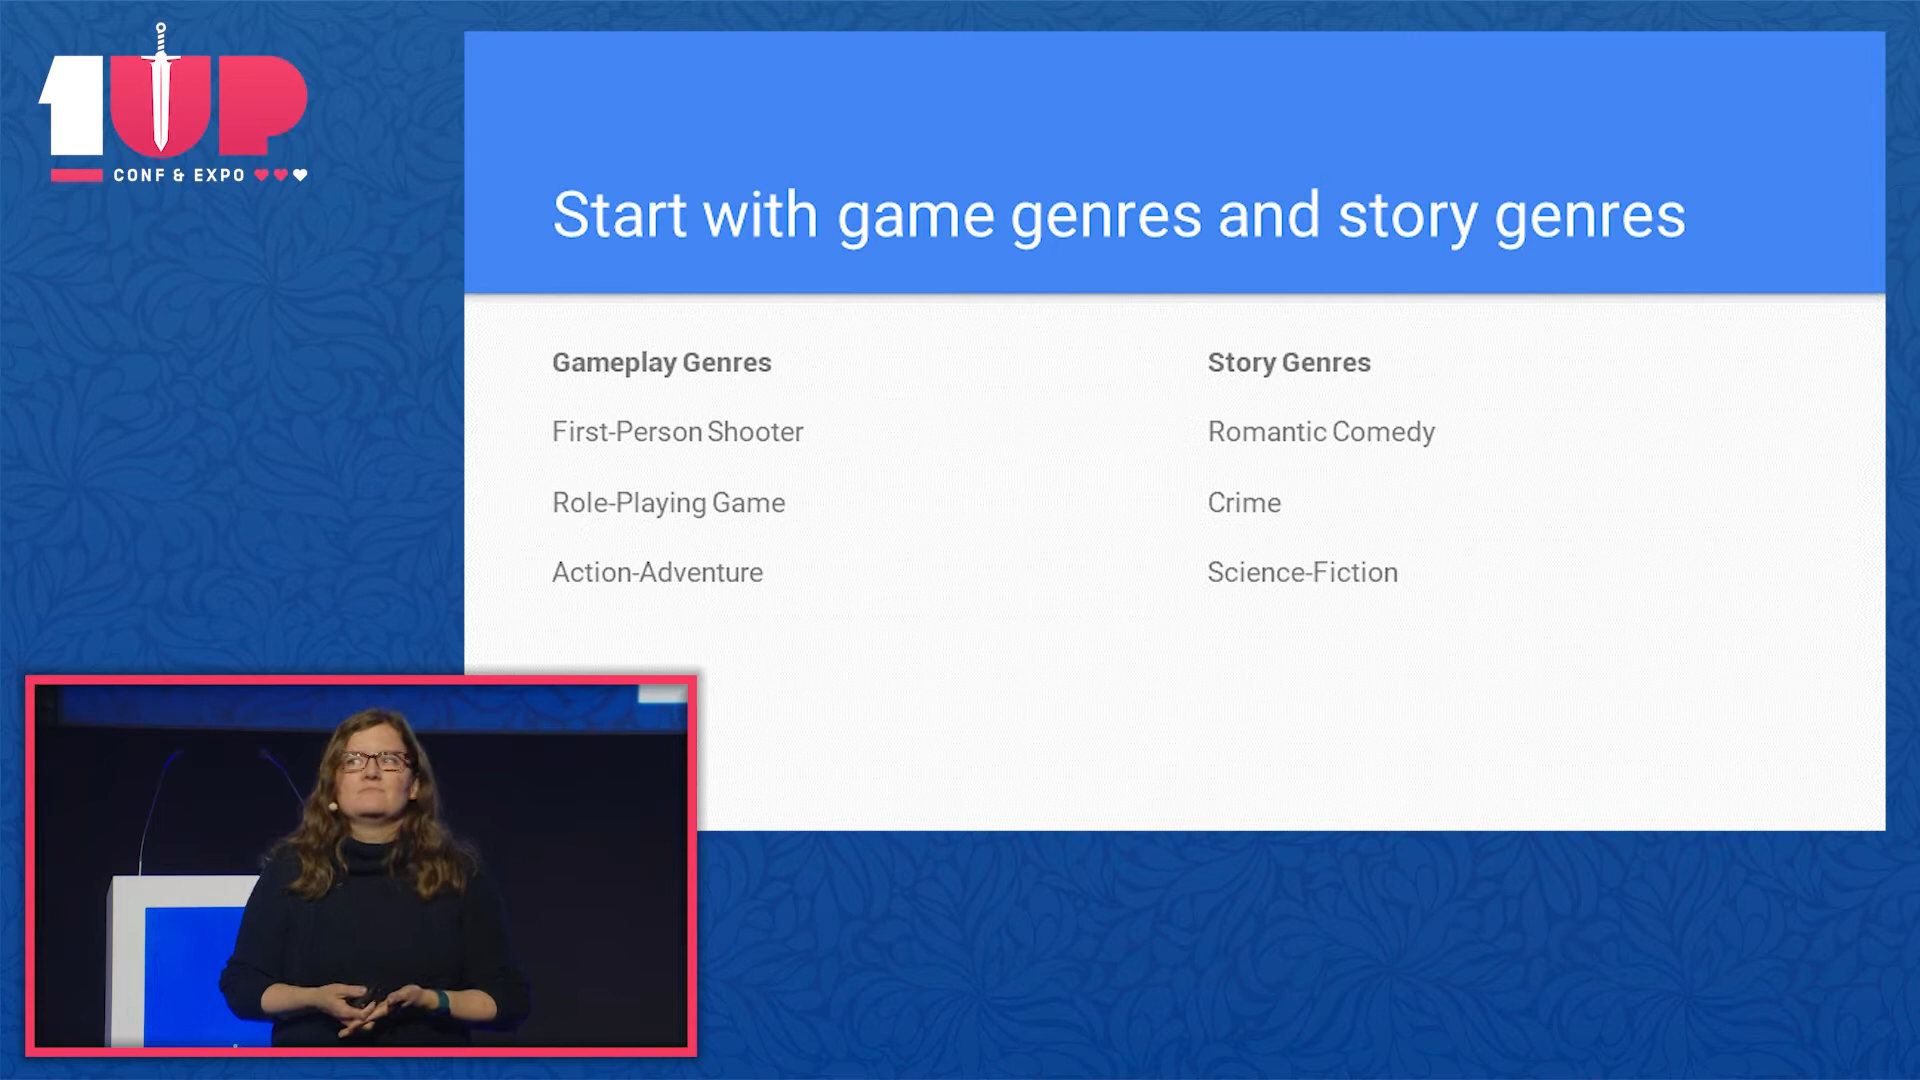 1UP
CONF & EXPO
Start with game genres and story genres
Gameplay Genres
First-Person Shooter
Role-Playing Game
Action-Adventure
Story Genres
Romantic Comedy
Crime
Science-Fiction